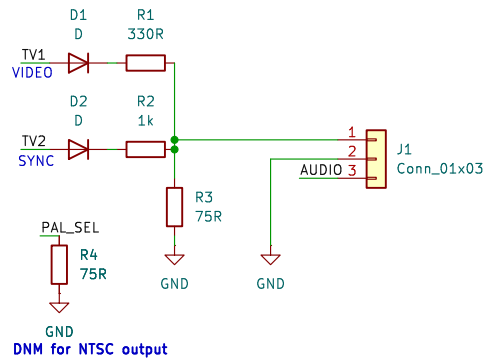 D1
D
R1
330R
TV1
VIDEO
D2
D
R2
1k
TV2
SYNC
1
2
3
AUDIO
J1
Conn_01x03
R3
75R
GND
GND
PAL_SEL
R4
75R
GND
DNM for NTSC output